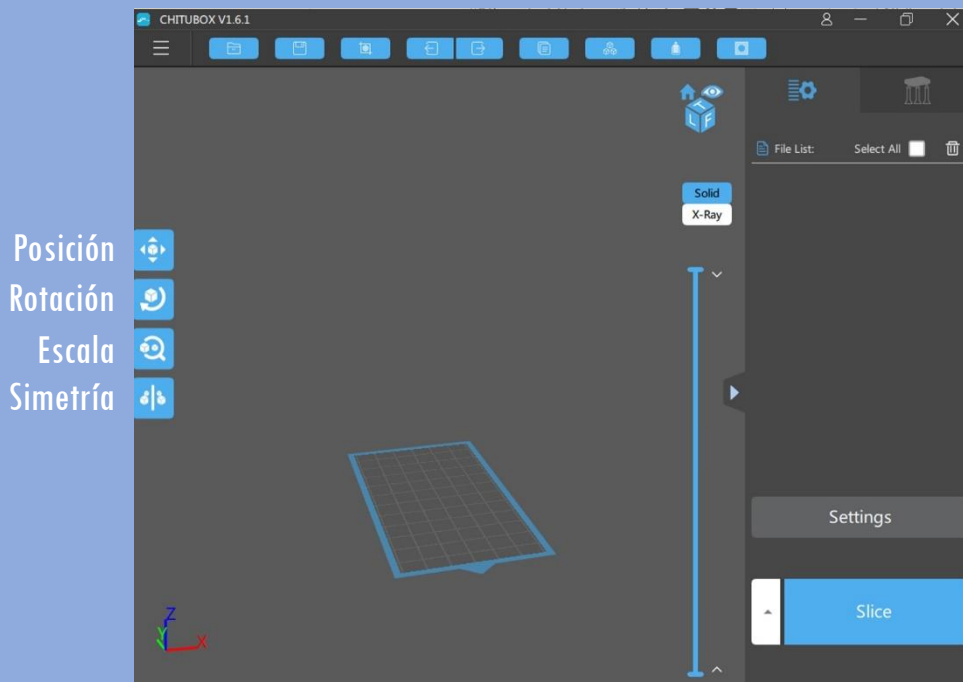 CHITUBOX V1.6.1
T
L F
File List: Select All
Solid
X-Ray
Posición
Rotación
Escala
Simetría
Settings
Slice
Z
Y
X